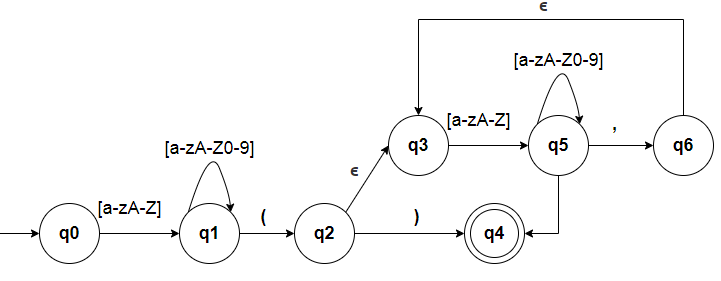 ϵ
[a-zA-Z0-9]
[a-zA-Z]
,
q3
q5
q6
[a-zA-Z0-9]
ϵ
[a-zA-Z]
(
)
q0
q1
q2
q4